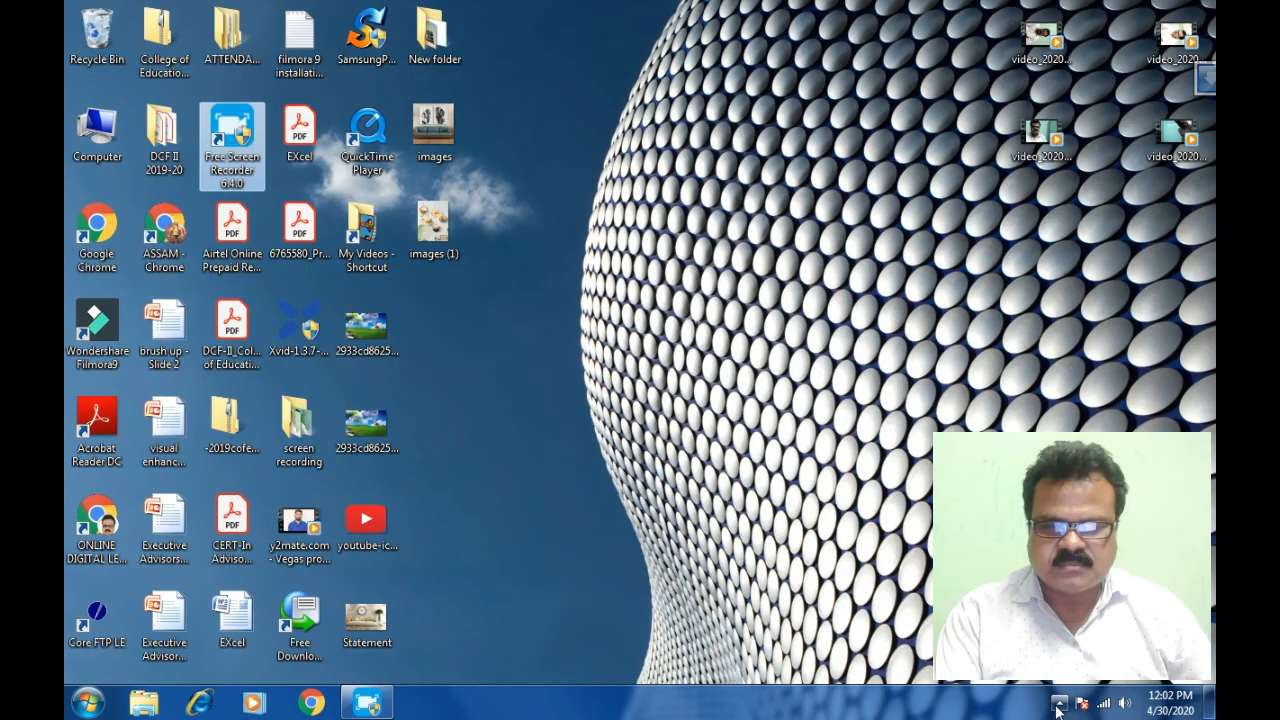 Recycle Bin
College of
Educatio...
ATTENDA...
filmora 9
installati...
SamsungP...
New folder
video_2020...
video_2020...
Computer
DCF II
2019-20
Free Screen
Recorder
6.4.0
PDF
EXcel
QuickTime
Player
images
video_2020...
video_2020...
Google
Chrome
ASSAM -
Chrome
PDF
Airtel Online
Prepaid Re...
PDF
6765580_Pr...
My Videos -
Shortcut
images (1)
Wondershare
Filmora9
brush up -
Slide 2
PDF
DCF-II_Col...
of Educati...
Xvid-1.3.7-...
2933cd8625...
Acrobat
Reader DC
visual
enhanc...
-2019cofe...
screen
recording
2933cd8625...
ONLINE
DIGITAL LE...
Executive
Advisors...
PDF
CERT-In
Adviso...
y2mate.com
- Vegas pro...
youtube-ic...
Core FTP LE
Executive
Advisor...
EXcel
Free
Downlo...
Statement
12:02 PM
4/30/2020